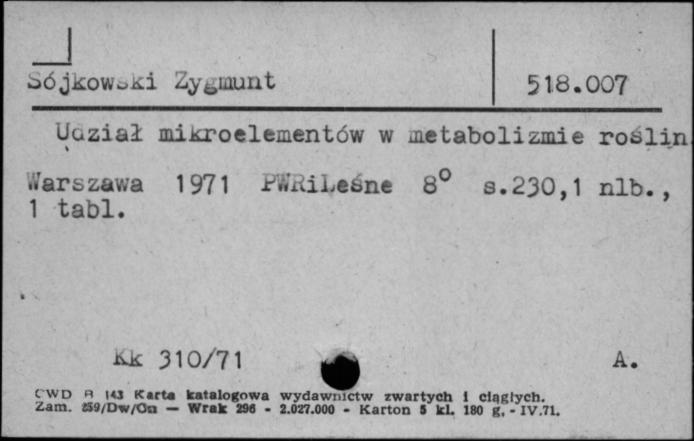 Sójkowski Zygmunt
518.007
Udział mikroelementów w metabolizmie roślin
Warszawa 1971 PWRiLeśne 8° s.230,1 nlb.,
1 tabl.
Kk 310/71
A.
CWD R 143 Karta katalogowa wydawnictw zwartych i ciągłych.
Zam. 259/Dw/On — Wrak 296 - 2.027.000 - Karton 5 kl. 180 g. - IV.71.